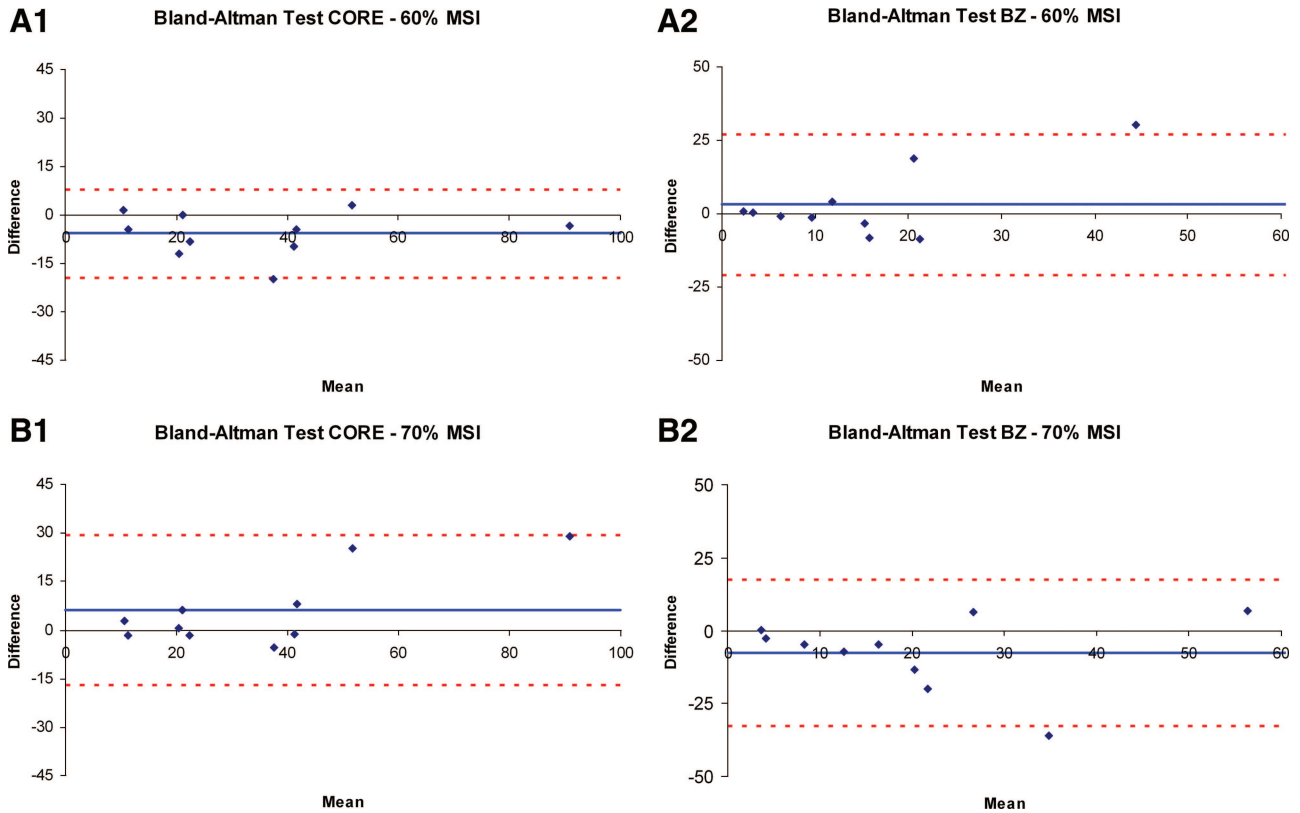 A1
Bland-Altman Test CORE - 60% MSI
45
30
15
0
-15
-30
-45
0 20 40 60 80 100
Difference
Mean
A2
Bland-Altman Test BZ - 60% MSI
50
25
0
-25
-50
0 10 20 30 40 50 60
Difference
Mean
B1
Bland-Altman Test CORE - 70% MSI
45
30
15
0
-15
-30
-45
0 20 40 60 80 100
Difference
Mean
B2
Bland-Altman Test BZ - 70% MSI
50
25
0
-25
-50
0 10 20 30 40 50 60
Difference
Mean